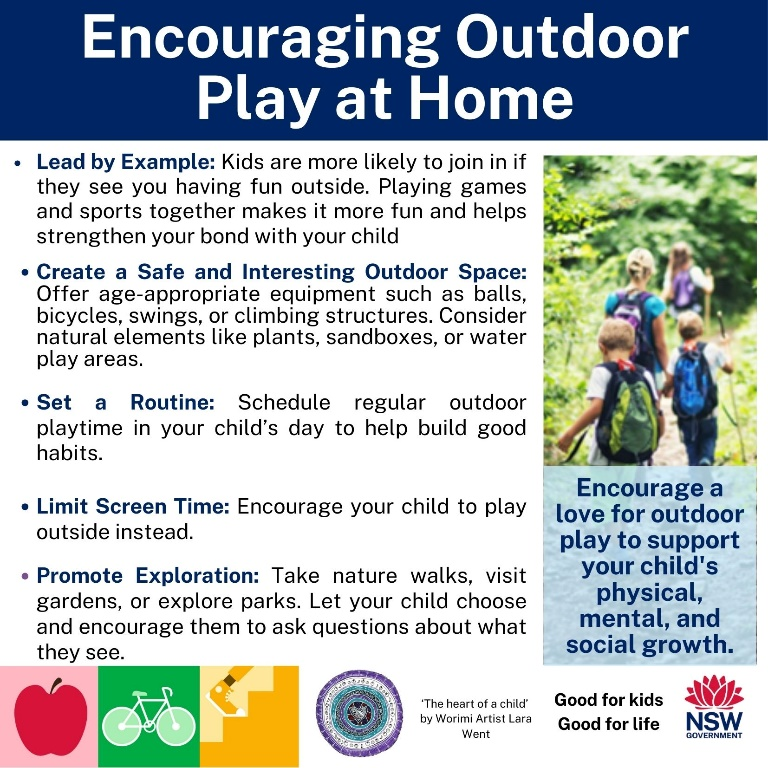 Encouraging Outdoor
Play at Home
• Lead by Example: Kids are more likely to join in if
they see you having fun outside. Playing games
and sports together makes it more fun and helps
strengthen your bond with your child
• Create a Safe and Interesting Outdoor Space:
Offer age-appropriate equipment such as balls,
bicycles, swings, or climbing structures. Consider
natural elements like plants, sandboxes, or water
play areas.
• Set a Routine: Schedule regular outdoor
playtime in your child’s day to help build good
habits.
• Limit Screen Time: Encourage your child to play
outside instead.
• Promote Exploration: Take nature walks, visit
gardens, or explore parks. Let your child choose
and encourage them to ask questions about what
they see.
Encourage a
love for outdoor
play to support
your child's
physical,
mental, and
social growth.
‘The heart of a child’
by Worimi Artist Lara
Went
Good for kids
Good for life
NSW
GOVERNMENT